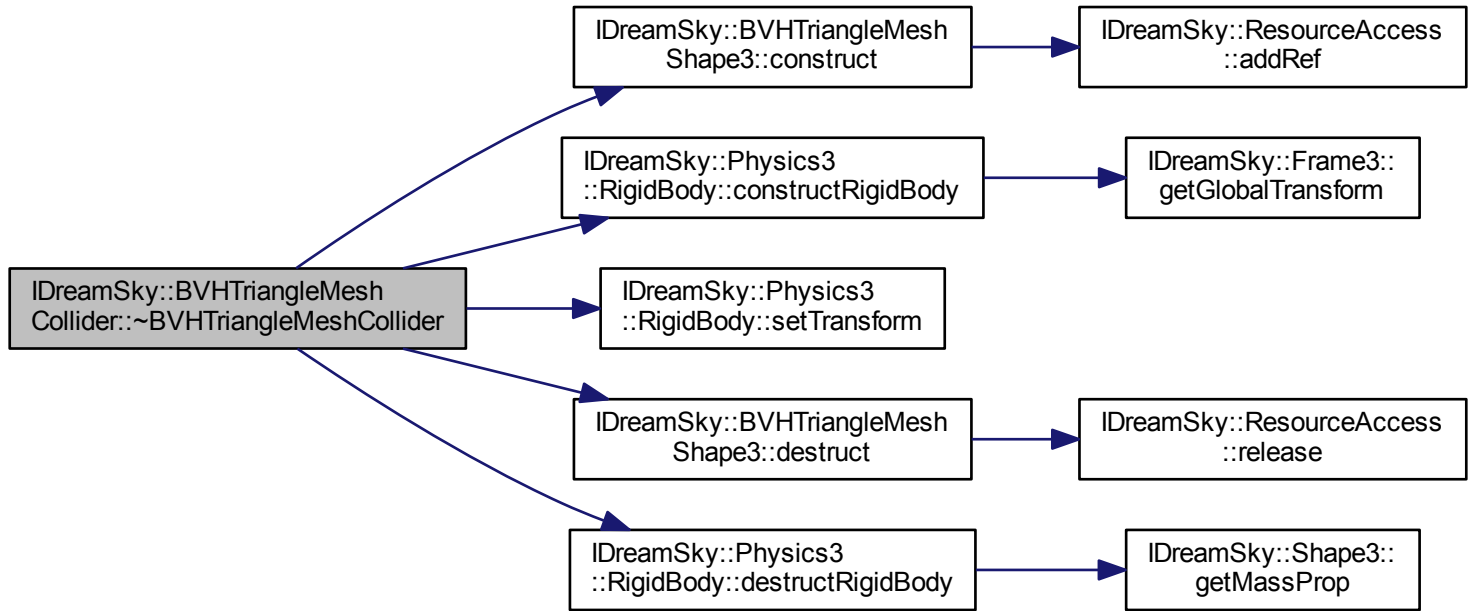 IDreamSky::BVHTriangleMesh
Collider::~BVHTriangleMeshCollider
IDreamSky::BVHTriangleMesh
Shape3::construct
IDreamSky::ResourceAccess
::addRef
IDreamSky::Physics3
::RigidBody::constructRigidBody
IDreamSky::Frame3::
getGlobalTransform
IDreamSky::Physics3
::RigidBody::setTransform
IDreamSky::BVHTriangleMesh
Shape3::destruct
IDreamSky::ResourceAccess
::release
IDreamSky::Physics3
::RigidBody::destructRigidBody
IDreamSky::Shape3::
getMassProp